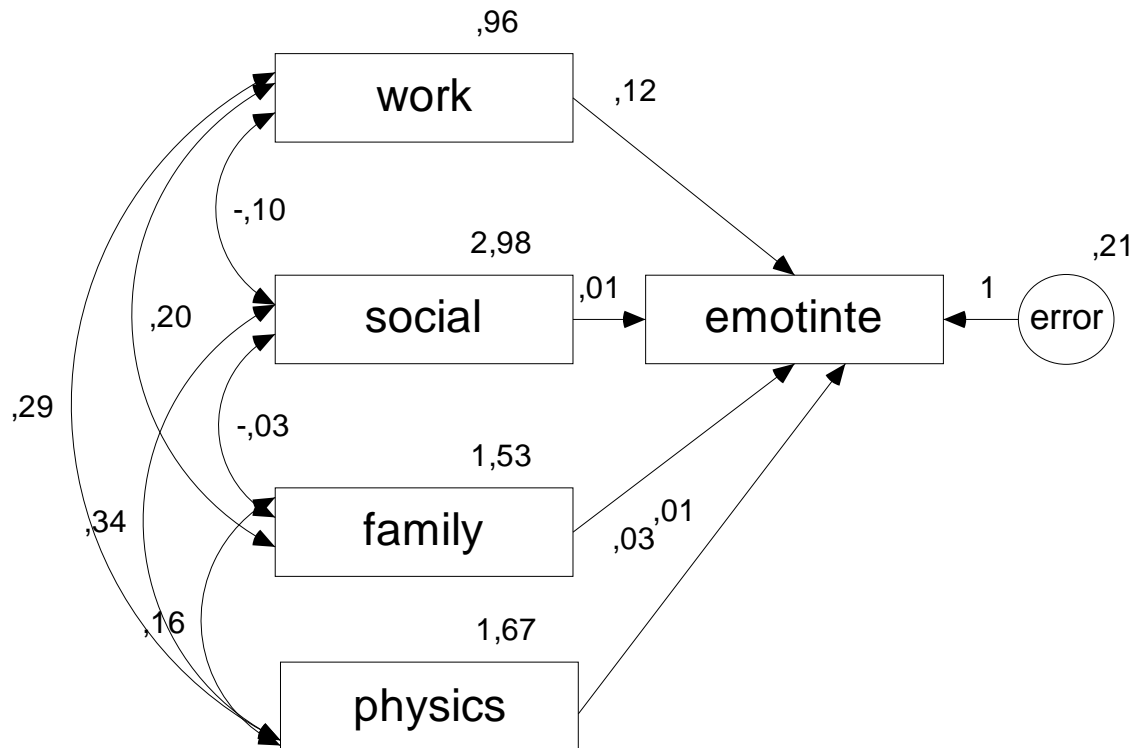 ,96
work
,12
-,10
2,98
,21
social
,01
emotinte
1
error
,20
,29
-,03
1,53
family
,34
,03
,01
,16
1,67
physics